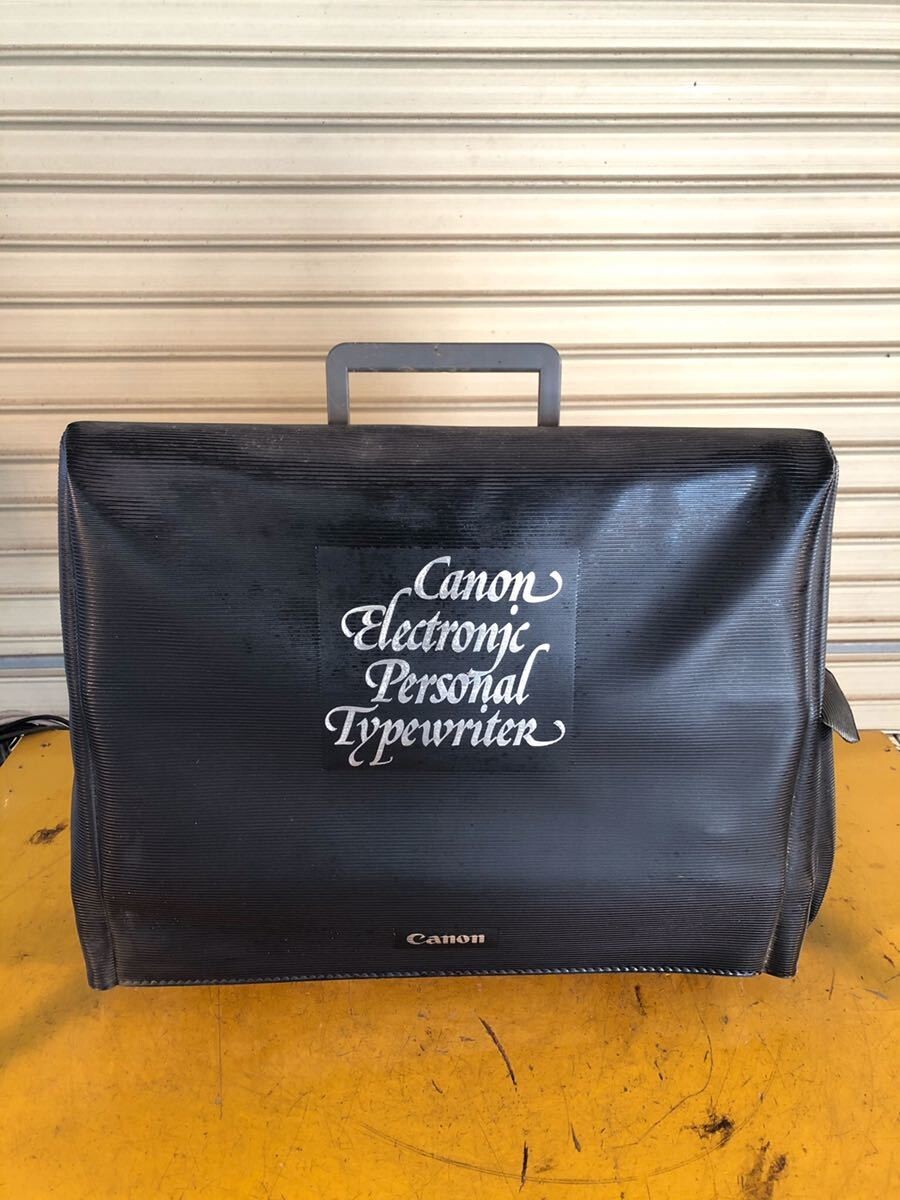 Canon
Electronic
Personal
Typewriter
Canon